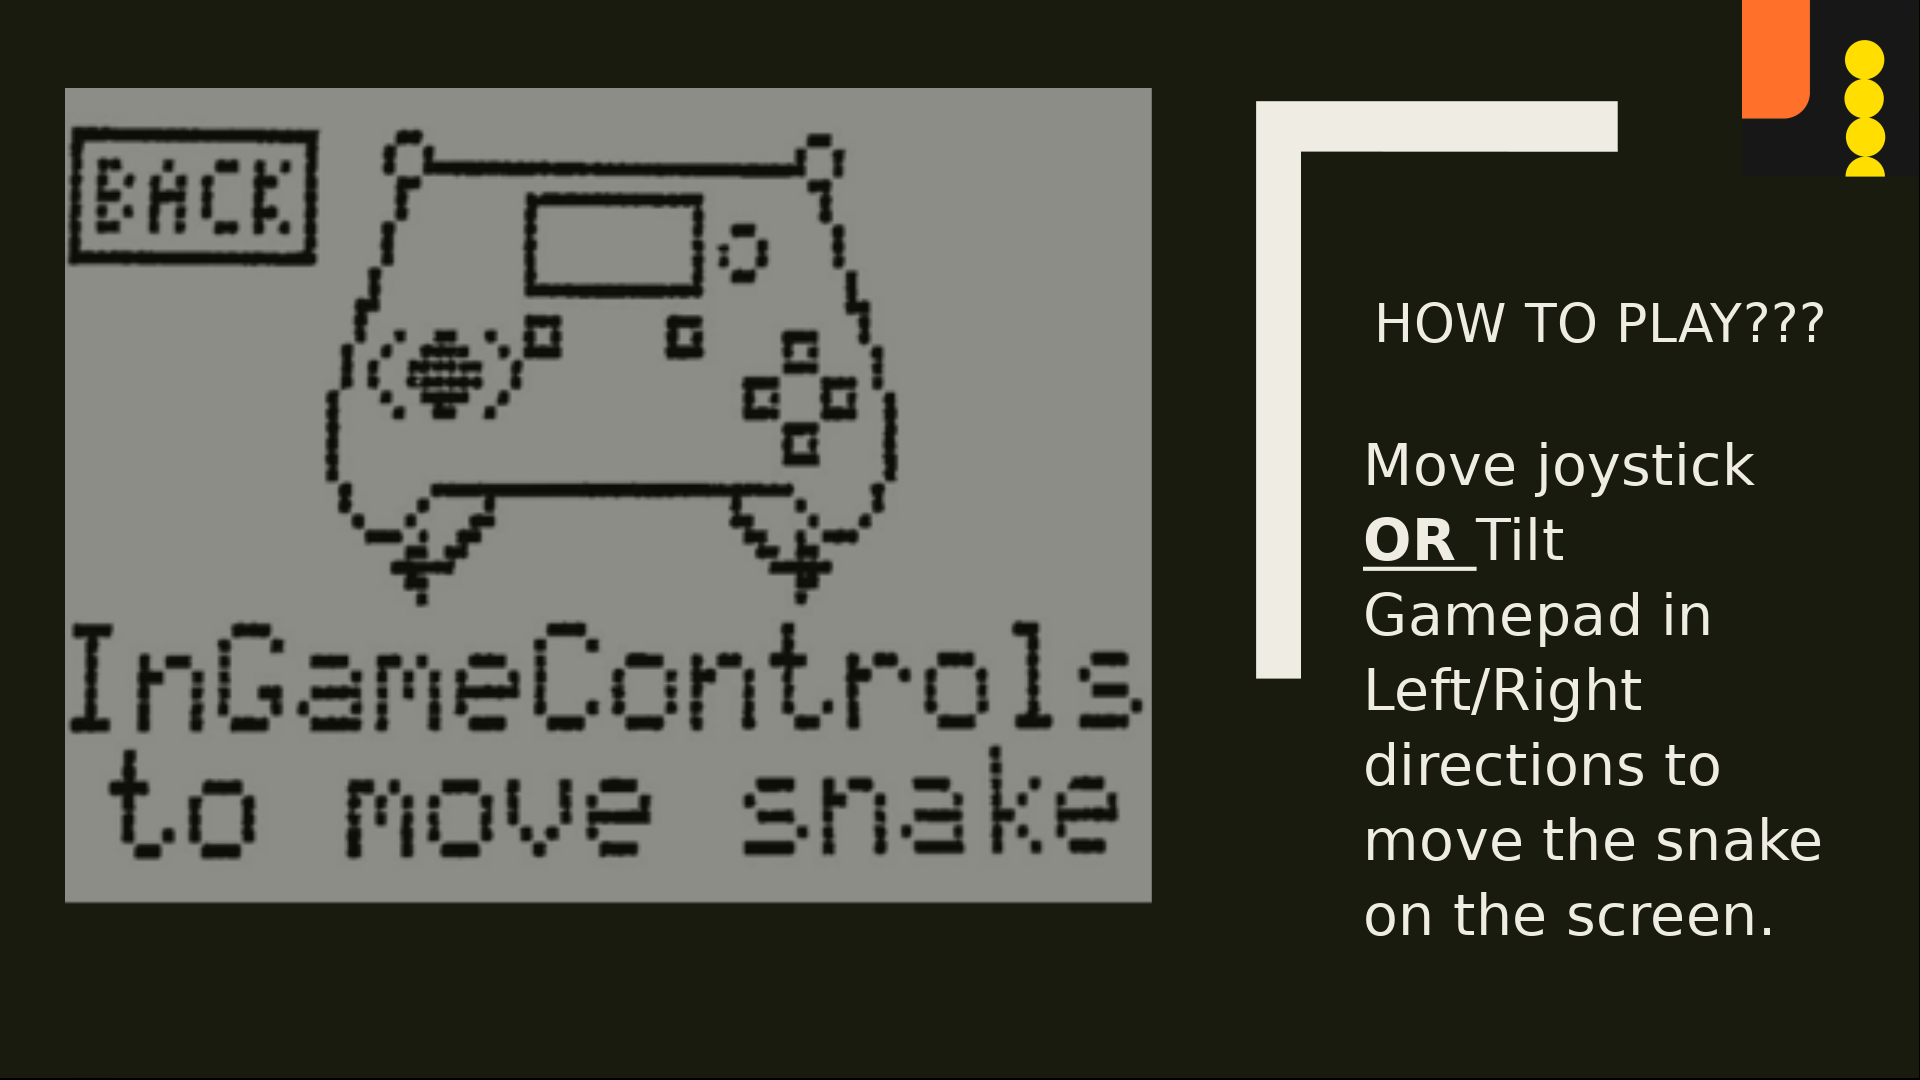 BACK
InGameControls
to move snake
HOW TO PLAY???
Move joystick
OR Tilt
Gamepad in
Left/Right
directions to
move the snake
on the screen.